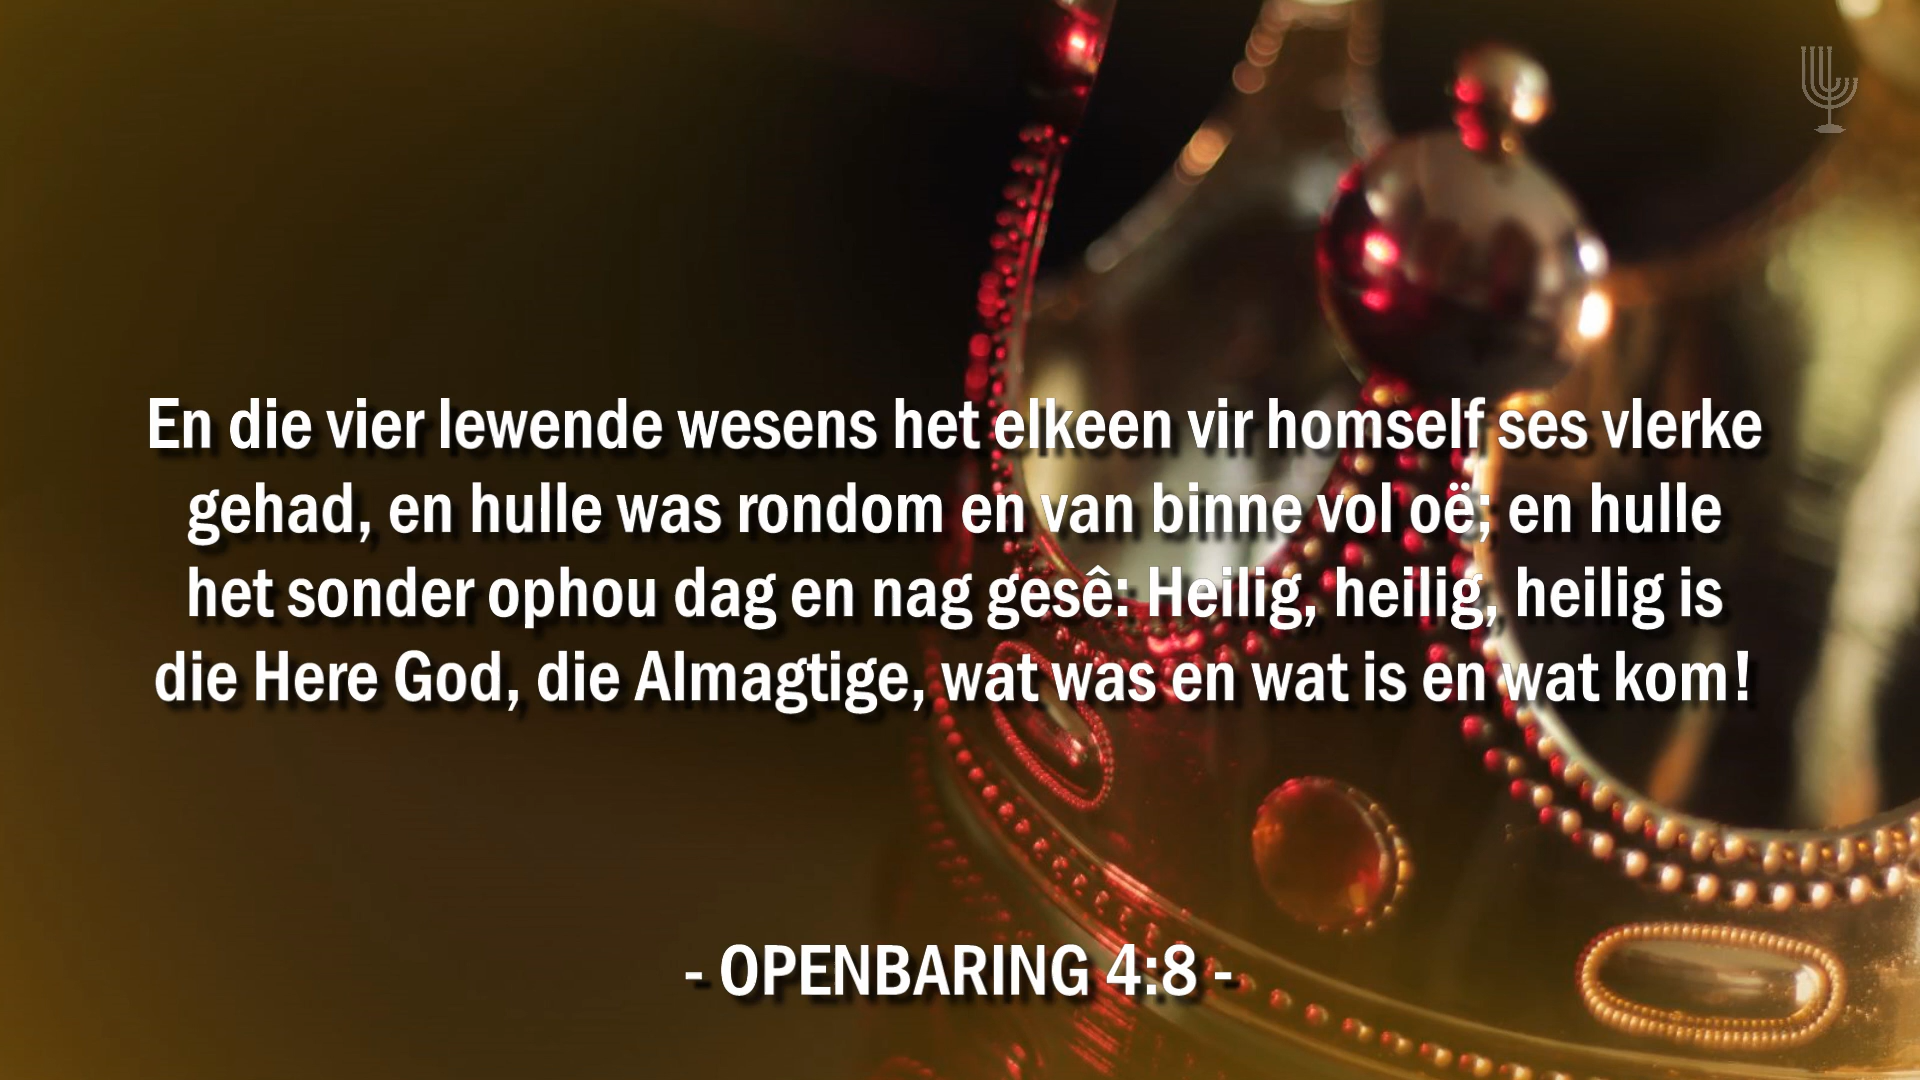 En die vier lewende wesens het elkeen vir homself ses vlerke
gehad, en hulle was rondom en van binne vol oë; en hulle
het sonder ophou dag en nag gesê: Heilig, heilig, heilig is
die Here God, die Almagtige, wat was en wat is en wat kom!
- OPENBARING 4:8 -